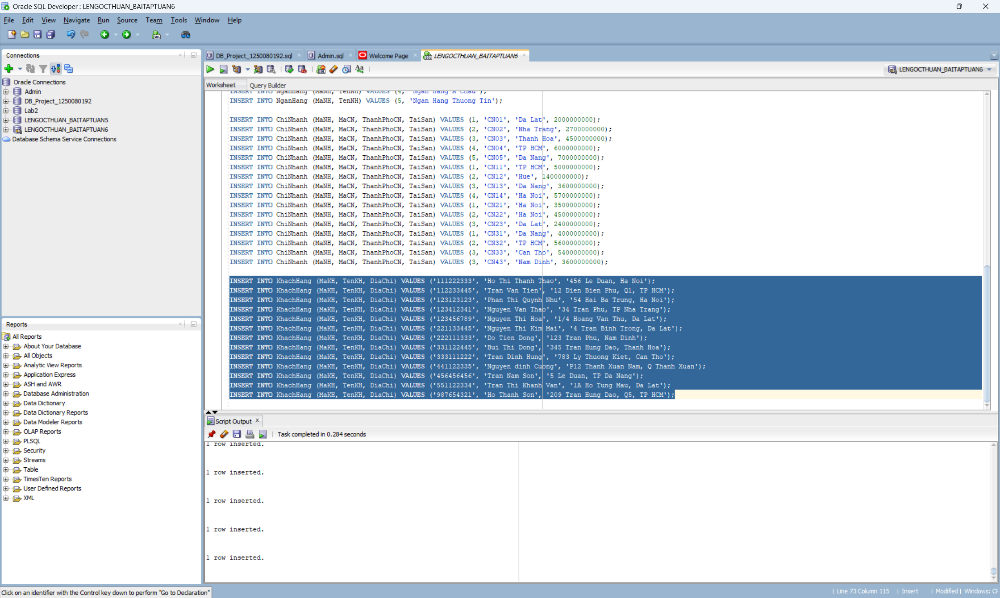 Oracle SQL Developer : LENGOCTHUAN_BAITAPTUAN6
File Edit View Navigate Run Source Team Tools Window Help
Connections
Oracle Connections
Admin
DB_Project_1250080192
Lab2
LENGOCTHUAN_BAITAPTUAN5
LENGOCTHUAN_BAITAPTUAN6
Database Schema Service Connections
Reports
All Reports
About Your Database
All Objects
Analytic View Reports
Application Express
ASH and AWR
Database Administration
Data Dictionary
Data Dictionary Reports
Data Modeler Reports
OLAP Reports
PLSQL
Security
Streams
Table
TimesTen Reports
User Defined Reports
XML
DB_Project_1250080192.sql Admin.sql Welcome Page LENGOCTHUAN_BAITAPTUAN6
LENGOCTHUAN_BAITAPTUAN6
Worksheet Query Builder
INSERT INTO NganHang (MaNH, TenNH) VALUES (4, 'Ngan Hang A Chau');
INSERT INTO NganHang (MaNH, TenNH) VALUES (5, 'Ngan Hang Thuong Tin');
INSERT INTO ChiNhanh (MaNH, MaCN, ThanhPhoCN, TaiSan) VALUES (1, 'CN01', 'Da Lat', 2000000000);
INSERT INTO ChiNhanh (MaNH, MaCN, ThanhPhoCN, TaiSan) VALUES (2, 'CN02', 'Nha Trang', 2700000000);
INSERT INTO ChiNhanh (MaNH, MaCN, ThanhPhoCN, TaiSan) VALUES (3, 'CN03', 'Thanh Hoa', 4500000000);
INSERT INTO ChiNhanh (MaNH, MaCN, ThanhPhoCN, TaiSan) VALUES (4, 'CN04', 'TP HCM', 6000000000);
INSERT INTO ChiNhanh (MaNH, MaCN, ThanhPhoCN, TaiSan) VALUES (5, 'CN05', 'Da Nang', 7000000000);
INSERT INTO ChiNhanh (MaNH, MaCN, ThanhPhoCN, TaiSan) VALUES (1, 'CN11', 'TP HCM', 5000000000);
INSERT INTO ChiNhanh (MaNH, MaCN, ThanhPhoCN, TaiSan) VALUES (2, 'CN12', 'Hue', 1400000000);
INSERT INTO ChiNhanh (MaNH, MaCN, ThanhPhoCN, TaiSan) VALUES (3, 'CN13', 'Da Nang', 3600000000);
INSERT INTO ChiNhanh (MaNH, MaCN, ThanhPhoCN, TaiSan) VALUES (4, 'CN14', 'Ha Noi', 5700000000);
INSERT INTO ChiNhanh (MaNH, MaCN, ThanhPhoCN, TaiSan) VALUES (1, 'CN21', 'Ha Noi', 3500000000);
INSERT INTO ChiNhanh (MaNH, MaCN, ThanhPhoCN, TaiSan) VALUES (2, 'CN22', 'Ha Noi', 4500000000);
INSERT INTO ChiNhanh (MaNH, MaCN, ThanhPhoCN, TaiSan) VALUES (3, 'CN23', 'Da Lat', 2400000000);
INSERT INTO ChiNhanh (MaNH, MaCN, ThanhPhoCN, TaiSan) VALUES (1, 'CN31', 'Da Nang', 4000000000);
INSERT INTO ChiNhanh (MaNH, MaCN, ThanhPhoCN, TaiSan) VALUES (2, 'CN32', 'TP HCM', 5600000000);
INSERT INTO ChiNhanh (MaNH, MaCN, ThanhPhoCN, TaiSan) VALUES (3, 'CN33', 'Can Tho', 5400000000);
INSERT INTO ChiNhanh (MaNH, MaCN, ThanhPhoCN, TaiSan) VALUES (3, 'CN43', 'Nam Dinh', 3600000000);
INSERT INTO KhachHang (MaKH, TenKH, DiaChi) VALUES ('111222333', 'Ho Thi Thanh Thao', '456 Le Duan, Ha Noi');
INSERT INTO KhachHang (MaKH, TenKH, DiaChi) VALUES ('112233445', 'Tran Van Tien', '12 Dien Bien Phu, Q1, TP HCM');
INSERT INTO KhachHang (MaKH, TenKH, DiaChi) VALUES ('123123123', 'Phan Thi Quynh Nhu', '54 Hai Ba Trung, Ha Noi');
INSERT INTO KhachHang (MaKH, TenKH, DiaChi) VALUES ('123412341', 'Nguyen Van Thao', '34 Tran Phu, TP Nha Trang');
INSERT INTO KhachHang (MaKH, TenKH, DiaChi) VALUES ('123456789', 'Nguyen Thi Hoa', '1/4 Hoang Van Thu, Da Lat');
INSERT INTO KhachHang (MaKH, TenKH, DiaChi) VALUES ('221133445', 'Nguyen Thi Kim Mai', '4 Tran Binh Trong, Da Lat');
INSERT INTO KhachHang (MaKH, TenKH, DiaChi) VALUES ('222111333', 'Do Tien Dong', '123 Tran Phu, Nam Dinh');
INSERT INTO KhachHang (MaKH, TenKH, DiaChi) VALUES ('331122445', 'Bui Thi Dong', '345 Tran Hung Dao, Thanh Hoa');
INSERT INTO KhachHang (MaKH, TenKH, DiaChi) VALUES ('333111222', 'Tran Dinh Hung', '783 Ly Thuong Kiet, Can Tho');
INSERT INTO KhachHang (MaKH, TenKH, DiaChi) VALUES ('441122335', 'Nguyen dinh Cuong', 'P12 Thanh Xuan Nam, Q Thanh Xuan');
INSERT INTO KhachHang (MaKH, TenKH, DiaChi) VALUES ('456456456', 'Tran Nam Son', '5 Le Duan, TP Da Nang');
INSERT INTO KhachHang (MaKH, TenKH, DiaChi) VALUES ('551122334', 'Tran Thi Khanh Van', '1A Ho Tung Mau, Da Lat');
INSERT INTO KhachHang (MaKH, TenKH, DiaChi) VALUES ('987654321', 'Ho Thanh Son', '209 Tran Hung Dao, Q5, TP HCM');
Script Output
Task completed in 0.284 seconds
1 row inserted.
1 row inserted.
1 row inserted.
1 row inserted.
1 row inserted.
Click on an identifier with the Control key down to perform "Go to Declaration"
Line 73 Column 115 | Insert | Modified | Windows: